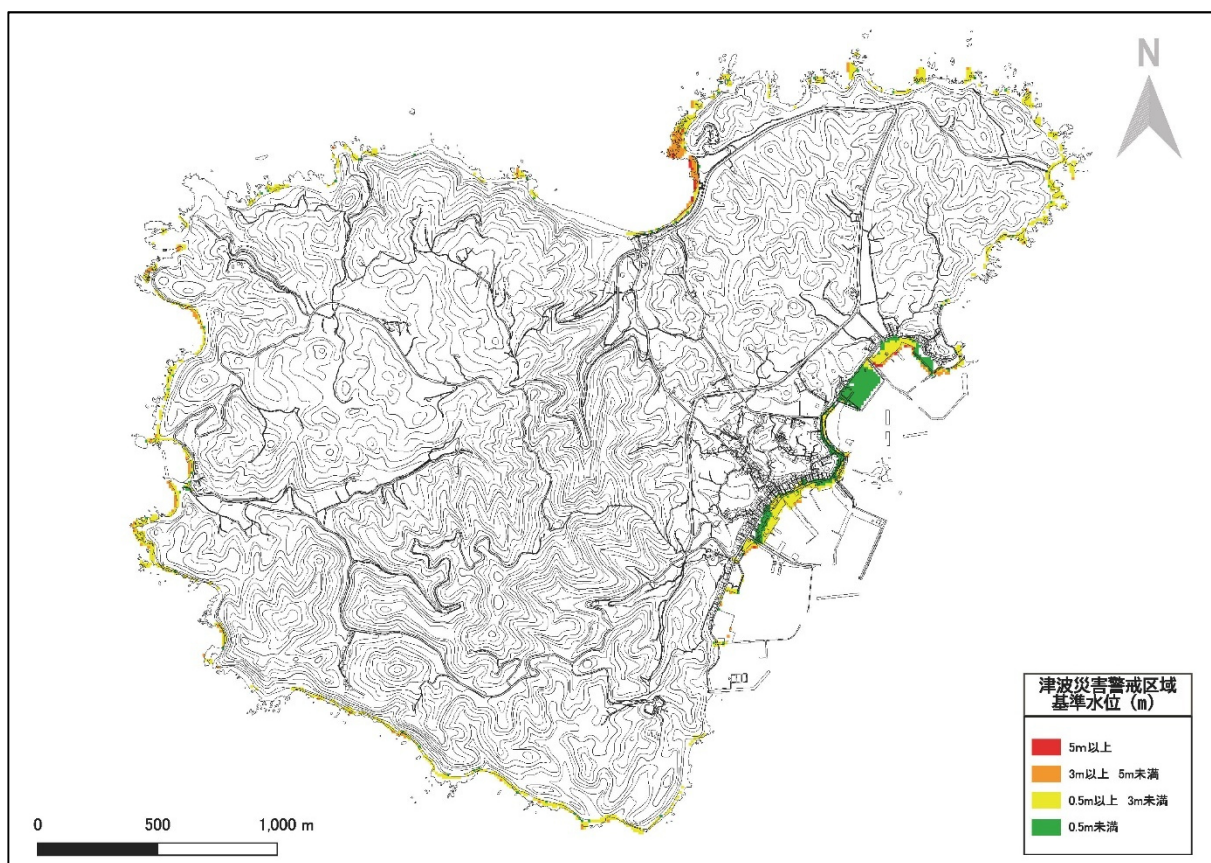 N
津波災害警戒区域
基準水位（m）
5m以上
3m以上 5m未満
0.5m以上 3m未満
0.5m未満
0 500 1,000 m